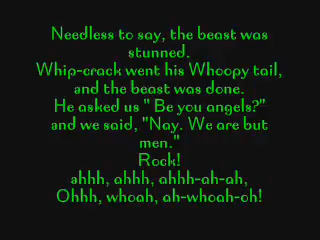 Needless to say, the beast was
stunned.
Whip-crack went his Whoopy tail,
and the beast was done.
He asked us " Be you angels?"
and we said, "Nay. We are but
men."
Rock!
ahhh, ahhh, ahhh-ah-ah,
Ohhh, whoah, ah-whoah-oh!